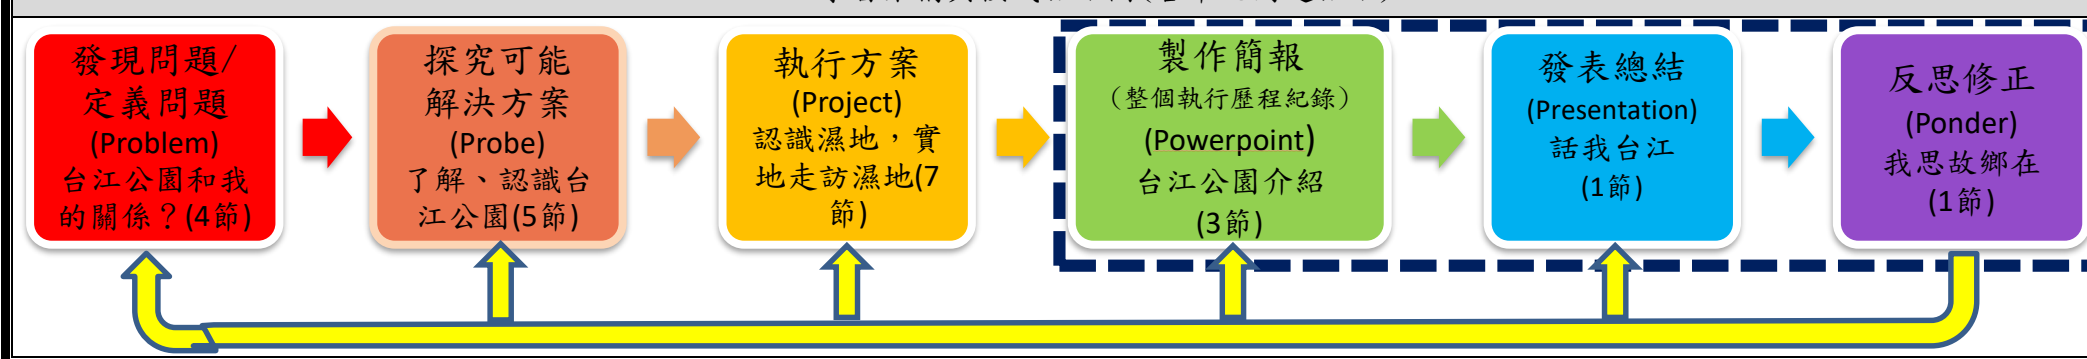 發現問題/
定義問題
(Problem)
台江公園和我
的關係？(4節)
探究可能
解決方案
(Probe)
了解、認識台
江公園(5節)
執行方案
(Project)
認識濕地，實
地走訪濕地(7
節)
製作簡報
（整個執行歷程紀錄）
(Powerpoint)
台江公園介紹
(3節)
發表總結
(Presentation)
話我台江
(1節)
反思修正
(Ponder)
我思故鄉在
(1節)